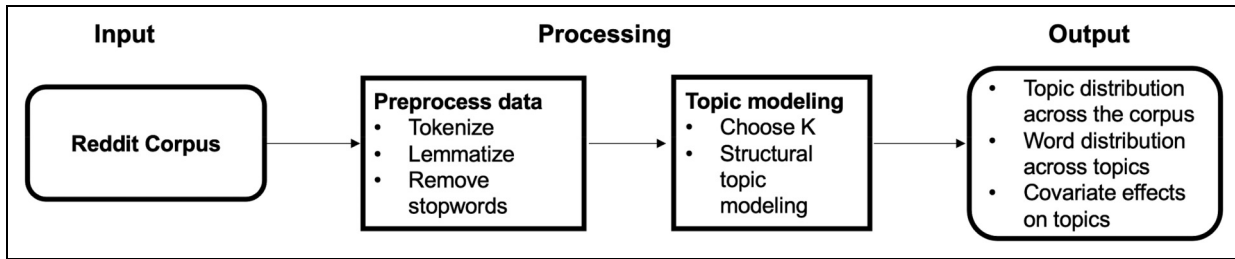 Input
Processing
Output
Reddit Corpus
Preprocess data
• Tokenize
• Lemmatize
• Remove
stopwords
Topic modeling
• Choose K
• Structural
topic
modeling
• Topic distribution
across the corpus
• Word distribution
across topics
• Covariate effects
on topics